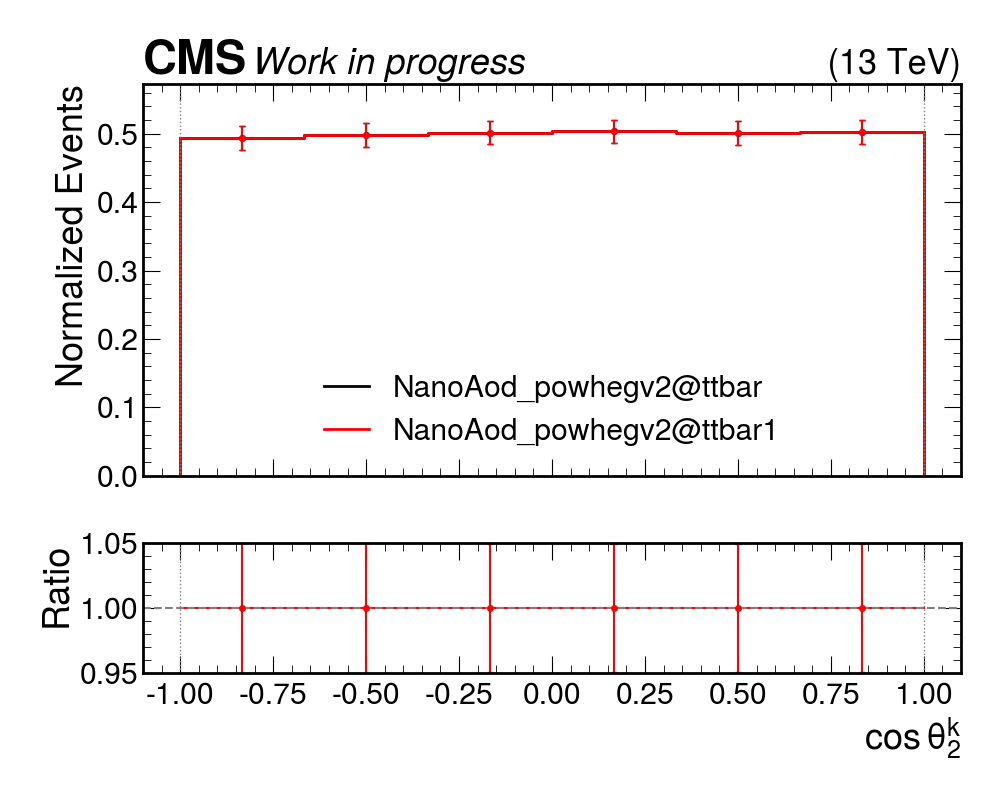 CMS Work in progress (13 TeV)
Normalized Events
0.5
0.4
0.3
0.2
0.1
0.0
NanoAod_powhegv2@ttbar
NanoAod_powhegv2@ttbar1
Ratio
1.05
1.00
0.95
-1.00 -0.75 -0.50 -0.25 0.00 0.25 0.50 0.75 1.00
cos θ₂ᵏ